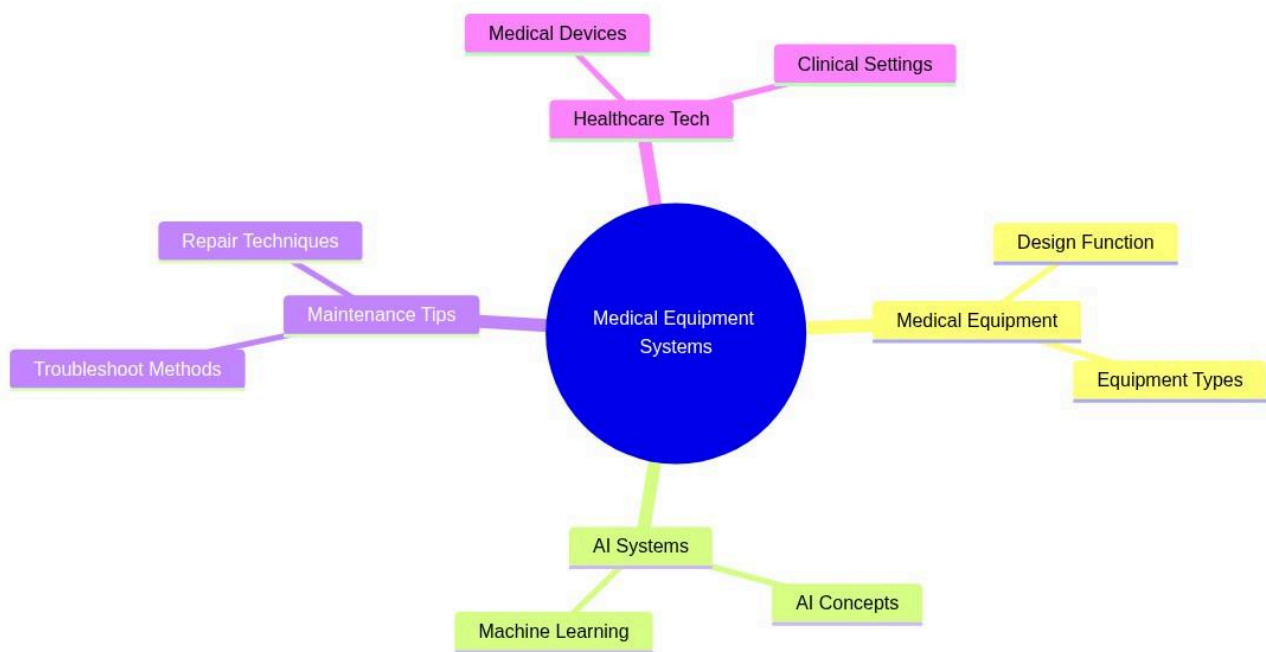 Medical Devices
Clinical Settings
Healthcare Tech
Repair Techniques
Design Function
Maintenance Tips
Medical Equipment
Systems
Medical Equipment
Troubleshoot Methods
Equipment Types
AI Systems
AI Concepts
Machine Learning